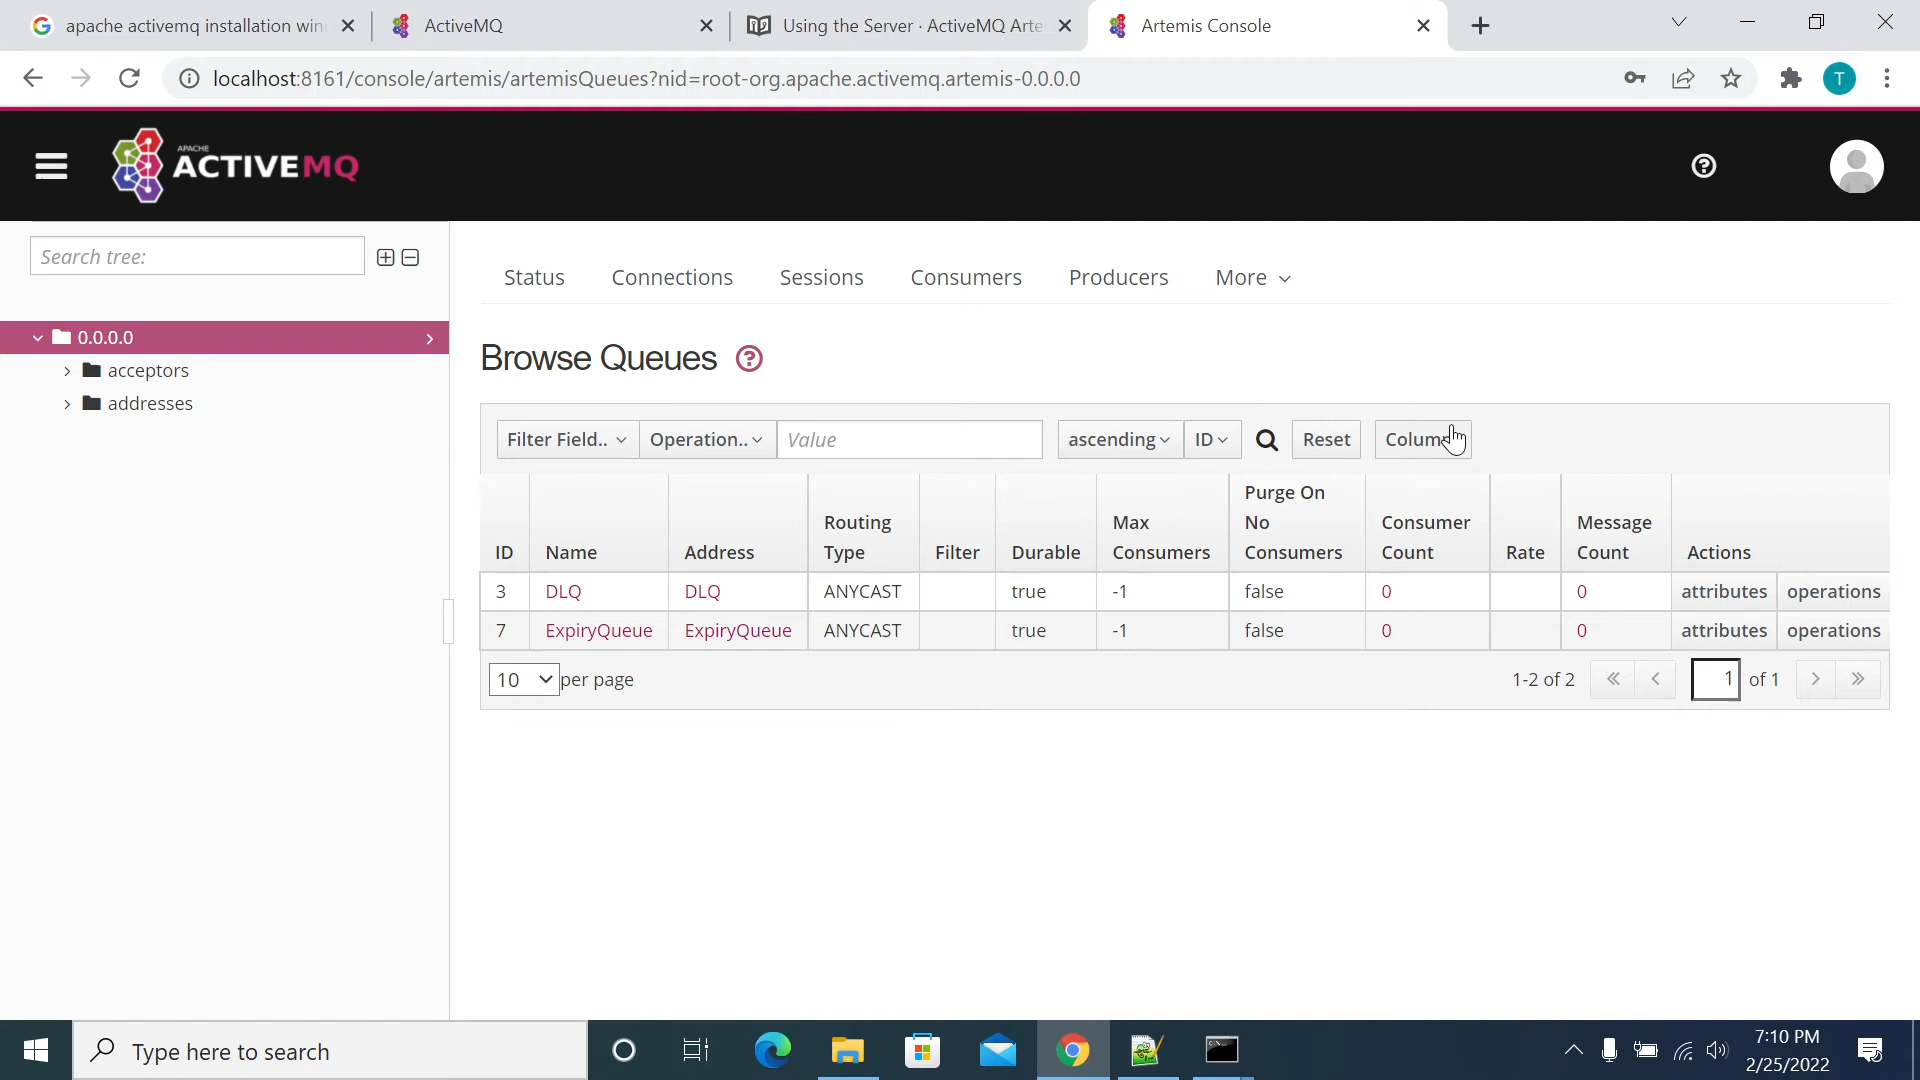 apache activemq installation win
ActiveMQ
Using the Server · ActiveMQ Arte
Artemis Console
localhost:8161/console/artemis/artemisQueues?nid=root-org.apache.activemq.artemis-0.0.0.0
T
APACHE
ACTIVEMQ
Search tree:
0.0.0.0
acceptors
addresses
Status Connections Sessions Consumers Producers More
Browse Queues
Filter Field.. Operation.. Value ascending ID Reset Colum
ID Name Address Routing Type Filter Durable Max Consumers Purge On No Consumers Consumer Count Rate Message Count Actions
3 DLQ DLQ ANYCAST true -1 false 0 0 attributes operations
7 ExpiryQueue ExpiryQueue ANYCAST true -1 false 0 0 attributes operations
10 per page 1-2 of 2 1 of 1
Type here to search
7:10 PM
2/25/2022